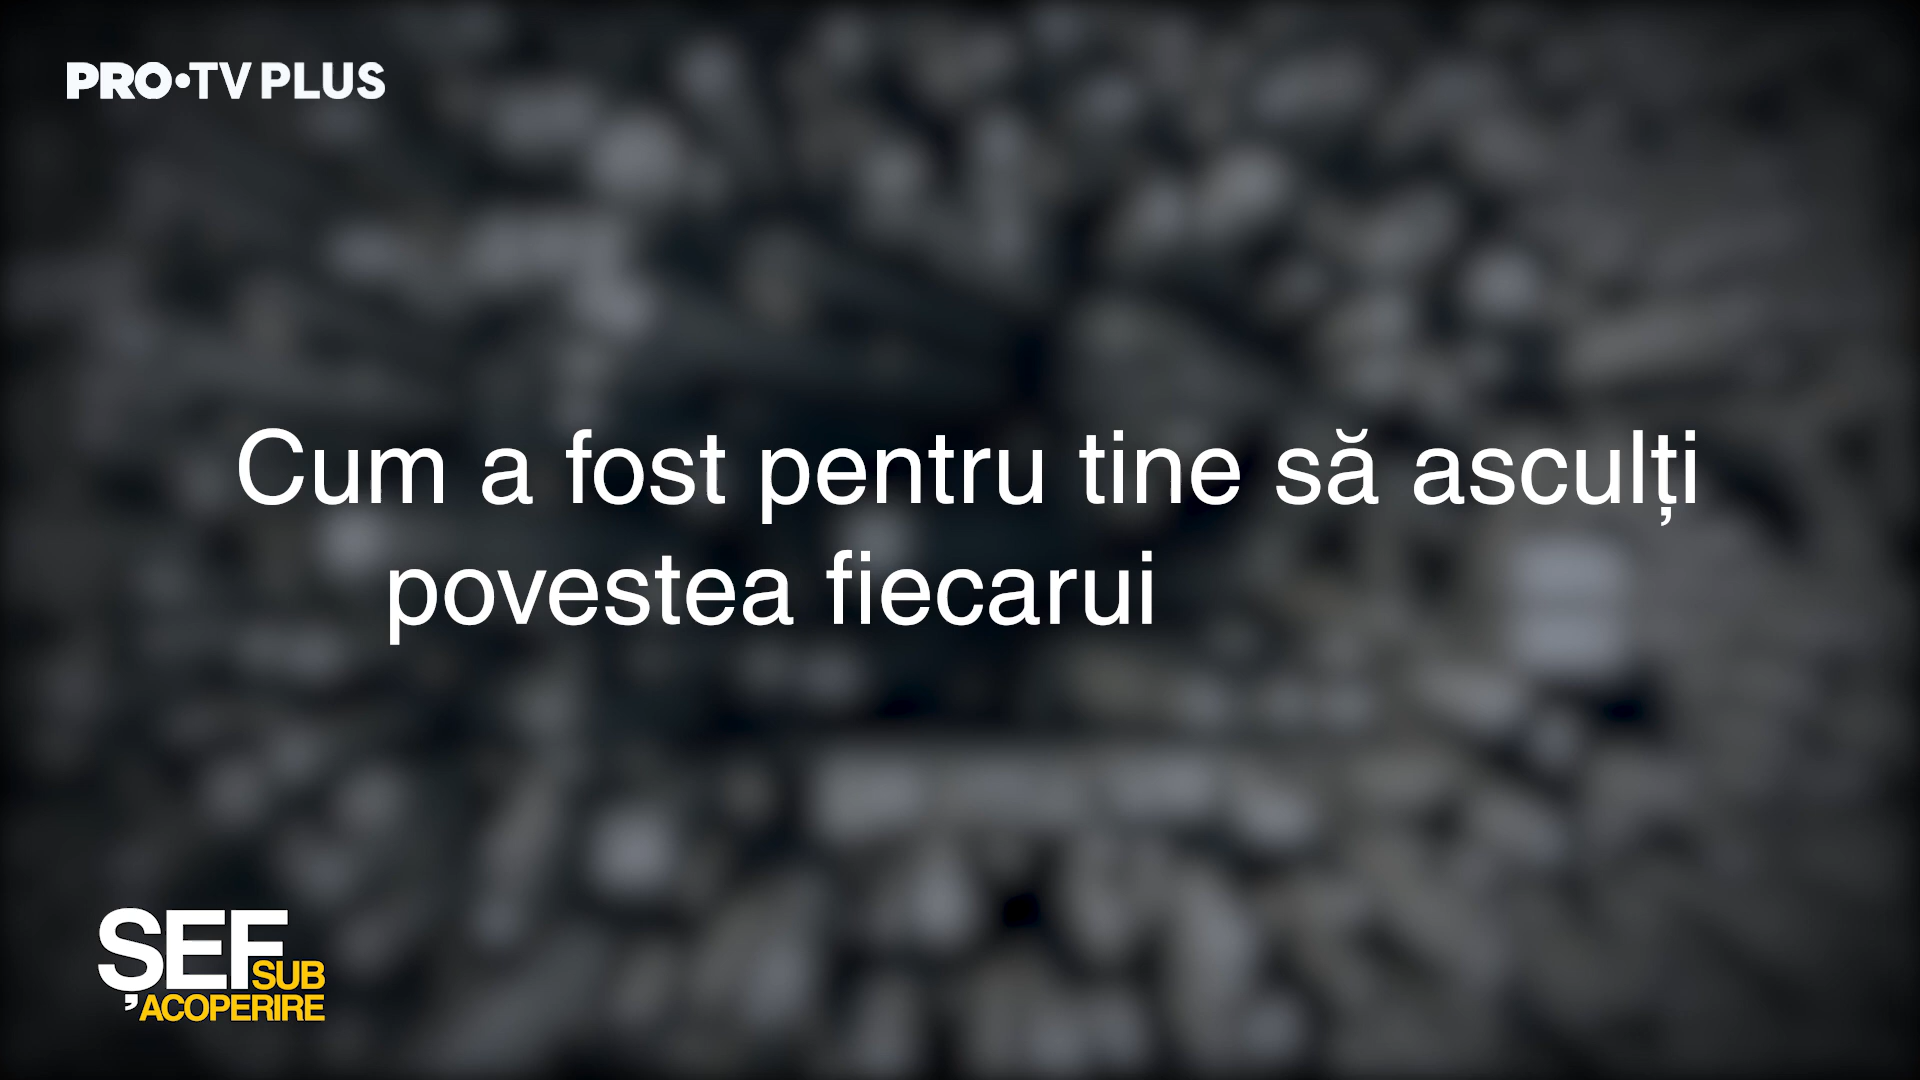 PRO•TV PLUS
Cum a fost pentru tine să asculți
povestea fiecarui
ȘEF
SUB
ACOPERIRE